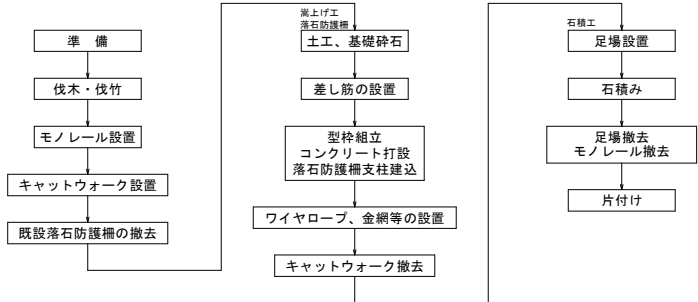 準　備
伐木・伐竹
モノレール設置
キャットウォーク設置
既設落石防護柵の撤去
嵩上げ工
落石防護柵
土工、基礎砕石
差し筋の設置
型枠組立
コンクリート打設
落石防護柵支柱建込
ワイヤロープ、金網等の設置
キャットウォーク撤去
石積工
足場設置
石積み
足場撤去
モノレール撤去
片付け